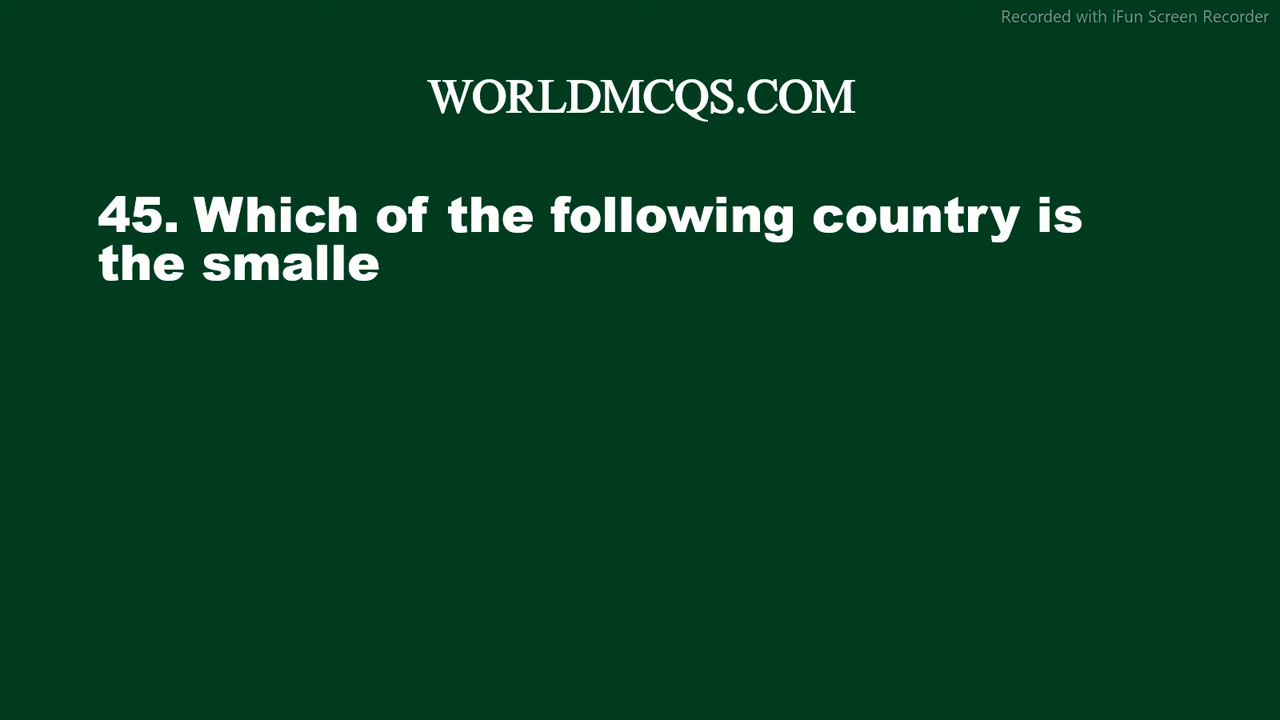 Recorded with iFun Screen Recorder
WORLDMCQS.COM
45. Which of the following country is
the smalle